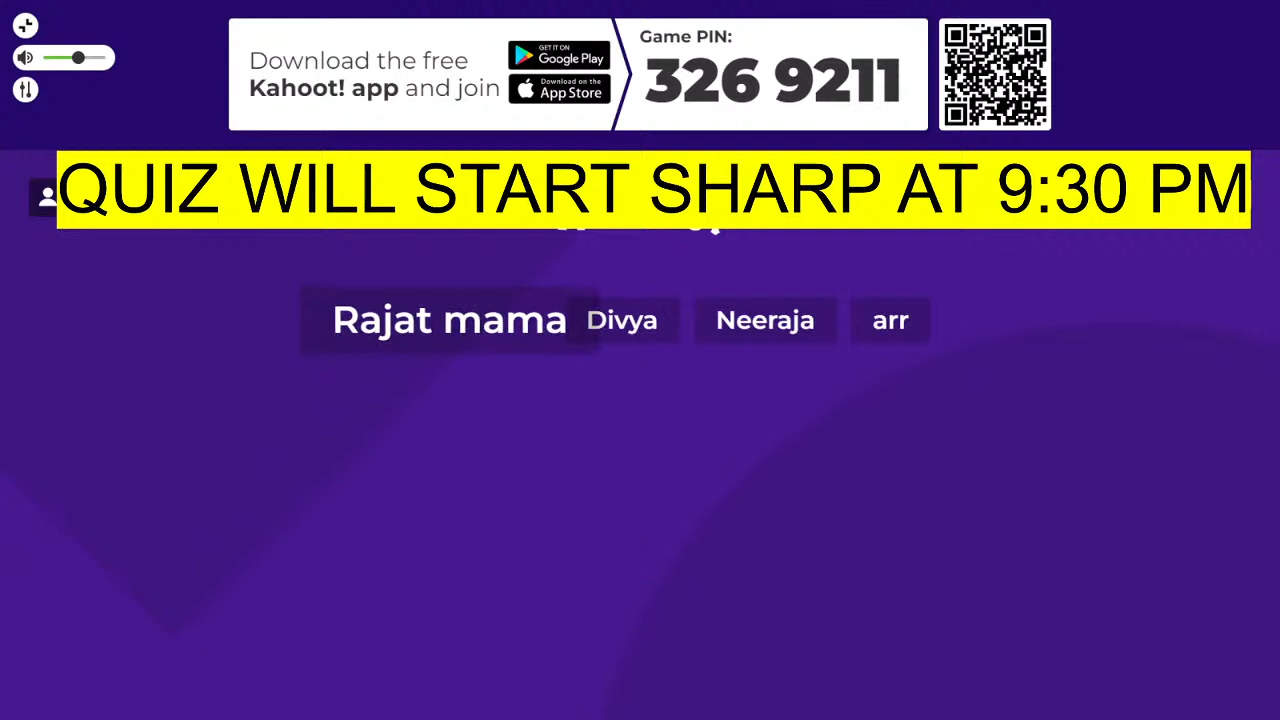 Download the free
Kahoot! app and join
GET IT ON
Google Play
Download on the
App Store
Game PIN:
326 9211
QUIZ WILL START SHARP AT 9:30 PM
Rajat mama Divya Neeraja arr